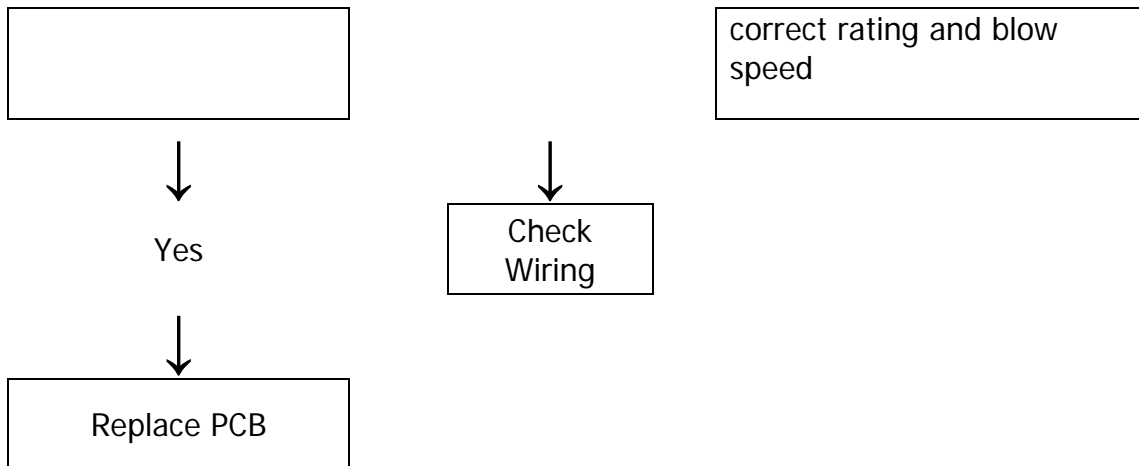 correct rating and blow
speed
Yes
Check
Wiring
Replace PCB